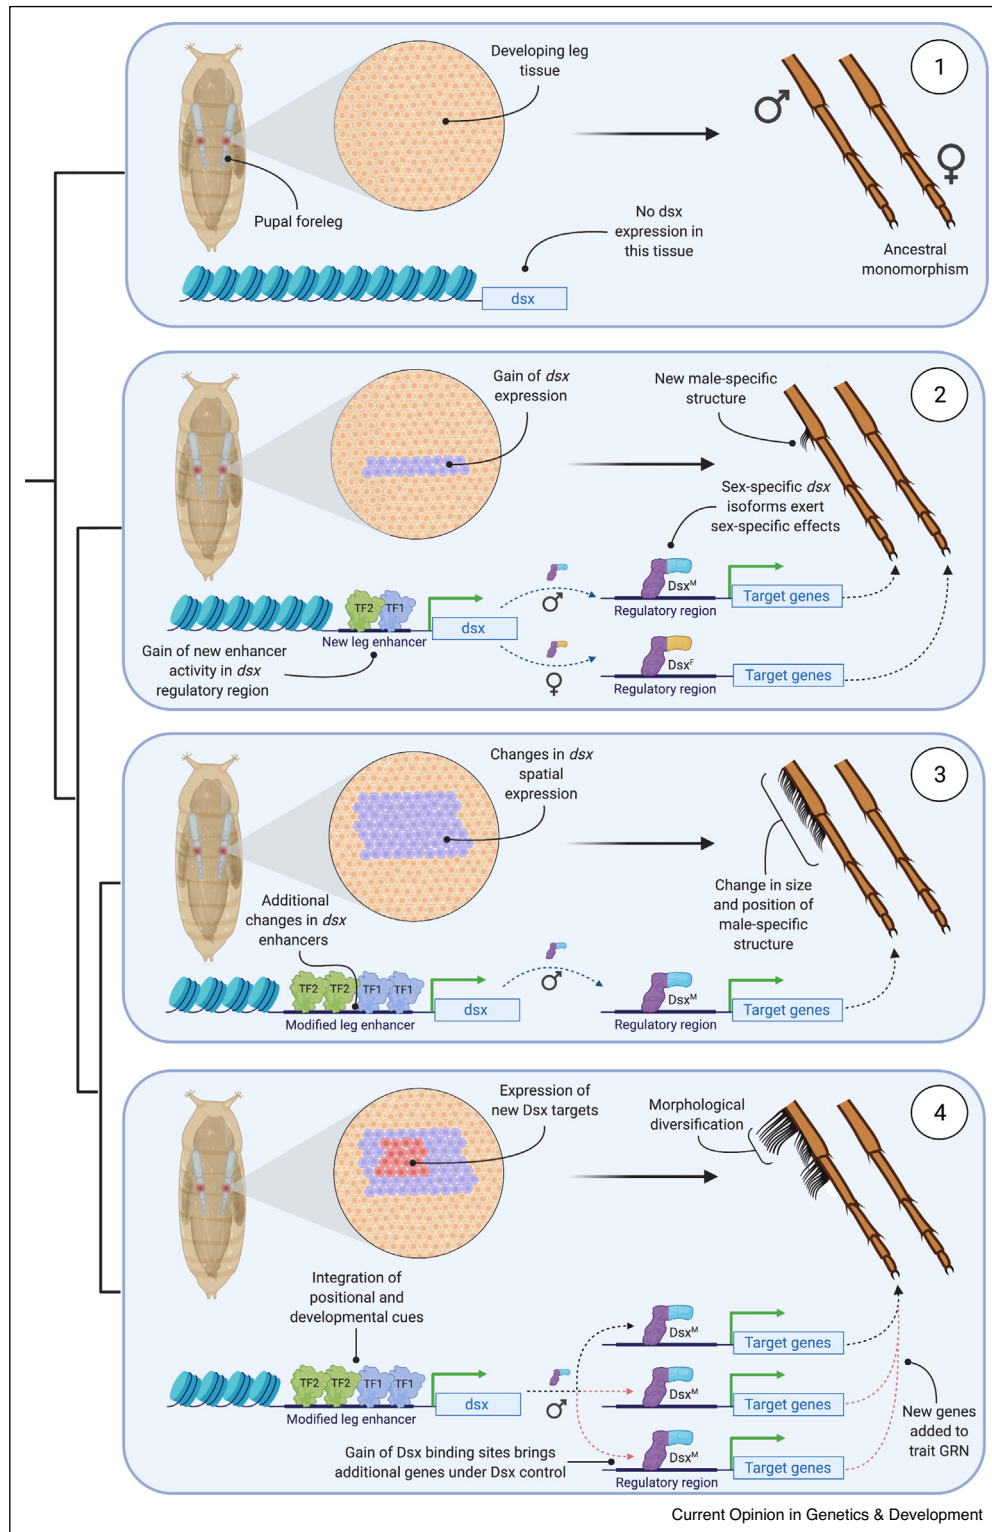 1
Developing leg
tissue
Pupal foreleg
No dsx
expression in
this tissue
dsx
♂
♀
Ancestral
monomorphism
2
Gain of dsx
expression
New male-specific
structure
Sex-specific dsx
isoforms exert
sex-specific effects
TF2 TF1
New leg enhancer
dsx
Gain of new enhancer
activity in dsx
regulatory region
♂
♀
Dsxᴹ
Regulatory region
Target genes
Dsxᶠ
Regulatory region
Target genes
3
Changes in dsx
spatial
expression
Additional
changes in dsx
enhancers
Change in size
and position of
male-specific
structure
TF2 TF2 TF1 TF1
Modified leg enhancer
dsx
♂
Dsxᴹ
Regulatory region
Target genes
4
Expression of
new Dsx targets
Morphological
diversification
Integration of
positional and
developmental cues
TF2 TF2 TF1 TF1
Modified leg enhancer
dsx
♂
Dsxᴹ
Target genes
Dsxᴹ
Target genes
Dsxᴹ
Regulatory region
Target genes
Gain of Dsx binding sites brings
additional genes under Dsx control
New genes
added to
trait GRN
Current Opinion in Genetics & Development